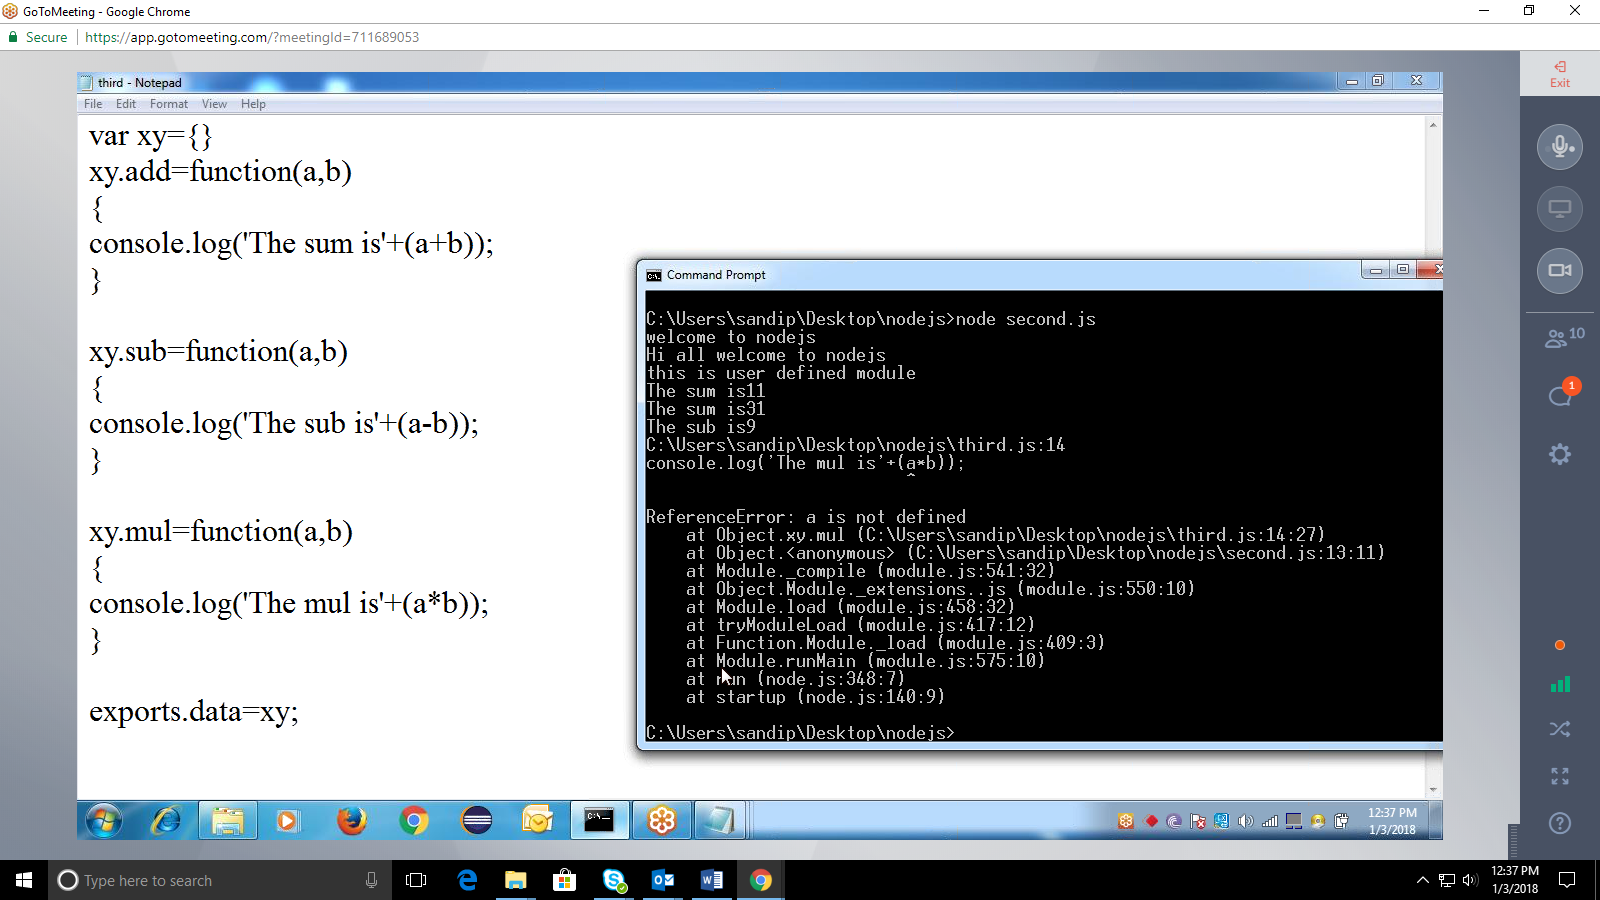 GoToMeeting - Google Chrome
Secure https://app.gotomeeting.com/?meetingId=711689053
Exit
third - Notepad
File Edit Format View Help
var xy={}
xy.add=function(a,b)
{
console.log('The sum is'+(a+b));
}
xy.sub=function(a,b)
{
console.log('The sub is'+(a-b));
}
xy.mul=function(a,b)
{
console.log('The mul is'+(a*b));
}
exports.data=xy;
Command Prompt
C:\Users\sandip\Desktop\nodejs>node second.js
welcome to nodejs
Hi all welcome to nodejs
this is user defined module
The sum is11
The sum is31
The sub is9
C:\Users\sandip\Desktop\nodejs\third.js:14
console.log('The mul is'+(a*b));
^
ReferenceError: a is not defined
at Object.xy.mul (C:\Users\sandip\Desktop\nodejs\third.js:14:27)
at Object.<anonymous> (C:\Users\sandip\Desktop\nodejs\second.js:13:11)
at Module._compile (module.js:541:32)
at Object.Module._extensions..js (module.js:550:10)
at Module.load (module.js:458:32)
at tryModuleLoad (module.js:417:12)
at Function.Module._load (module.js:409:3)
at Module.runMain (module.js:575:10)
at run (node.js:348:7)
at startup (node.js:140:9)
C:\Users\sandip\Desktop\nodejs>
10
1
12:37 PM
1/3/2018
Type here to search
12:37 PM
1/3/2018